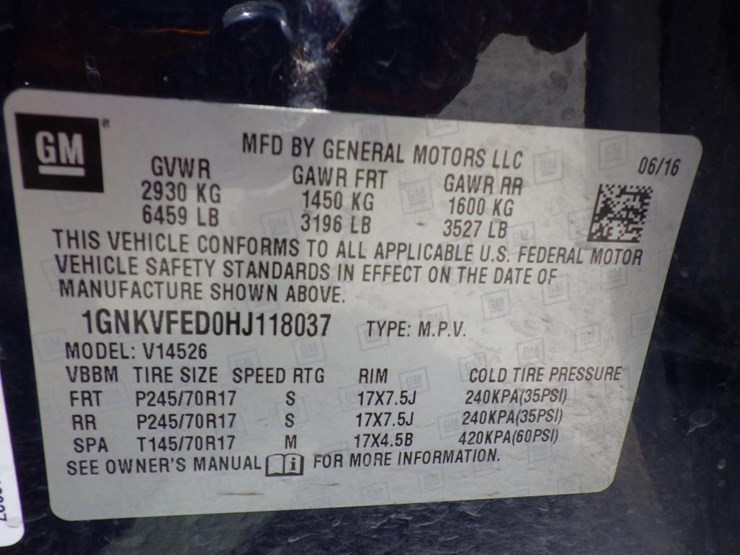 GM
MFD BY GENERAL MOTORS LLC 06/16
GVWR GAWR FRT GAWR RR
2930 KG 1450 KG 1600 KG
6459 LB 3196 LB 3527 LB
THIS VEHICLE CONFORMS TO ALL APPLICABLE U.S. FEDERAL MOTOR
VEHICLE SAFETY STANDARDS IN EFFECT ON THE DATE OF
MANUFACTURE SHOWN ABOVE.
1GNKVFED0HJ118037 TYPE: M.P.V.
MODEL: V14526
VBBM TIRE SIZE SPEED RTG RIM COLD TIRE PRESSURE
FRT P245/70R17 S 17X7.5J 240KPA(35PSI)
RR P245/70R17 S 17X7.5J 240KPA(35PSI)
SPA T145/70R17 M 17X4.5B 420KPA(60PSI)
SEE OWNER'S MANUAL i FOR MORE INFORMATION.